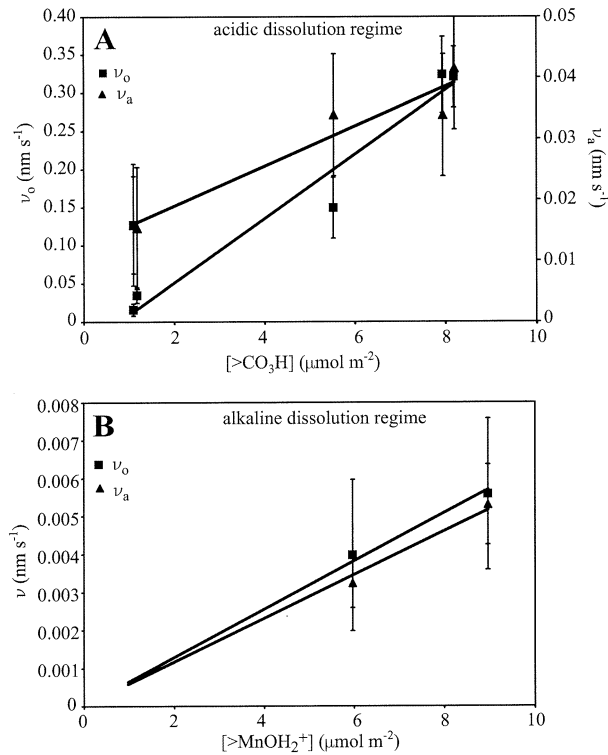 A
acidic dissolution regime
■ νo
▲ νa
0.40
0.35
0.30
0.25
0.20
0.15
0.10
0.05
0
νo (nm s-1)
0.05
0.04
0.03
0.02
0.01
0
νa (nm s-1)
0 2 4 6 8 10
[>CO3H] (μmol m-2)
B
alkaline dissolution regime
■ νo
▲ νa
0.008
0.007
0.006
0.005
0.004
0.003
0.002
0.001
0
ν (nm s-1)
0 2 4 6 8 10
[>MnOH2+] (μmol m-2)